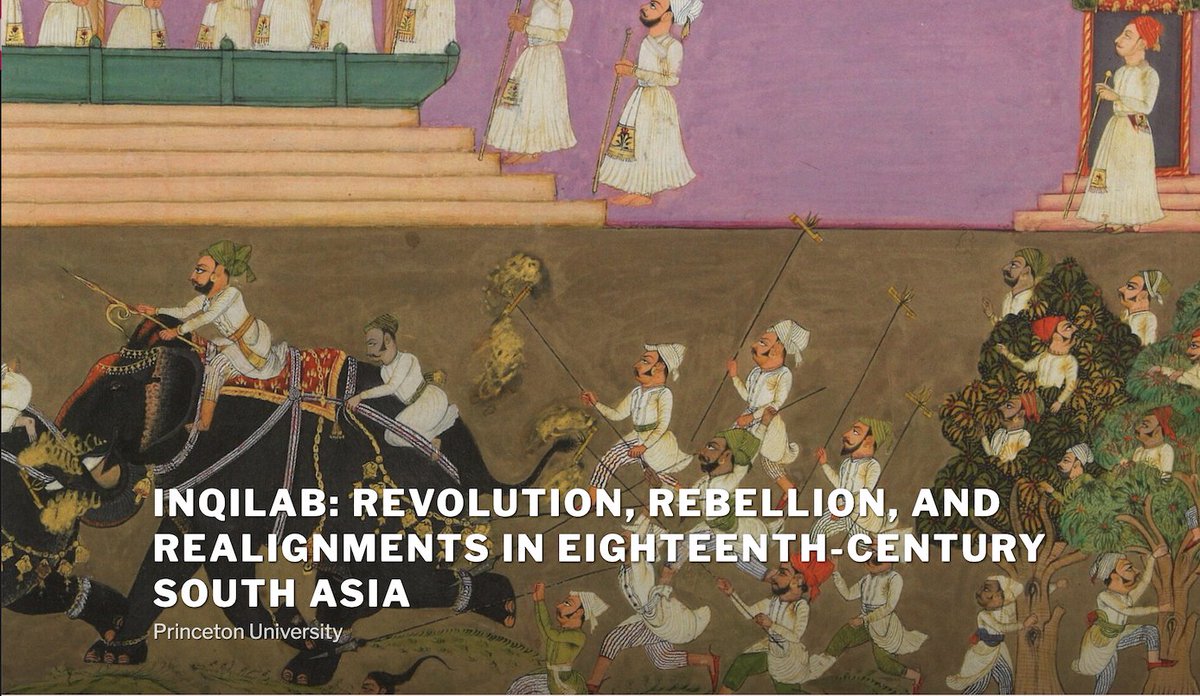 INQILAB: REVOLUTION, REBELLION, AND
REALIGNMENTS IN EIGHTEENTH-CENTURY
SOUTH ASIA
Princeton University